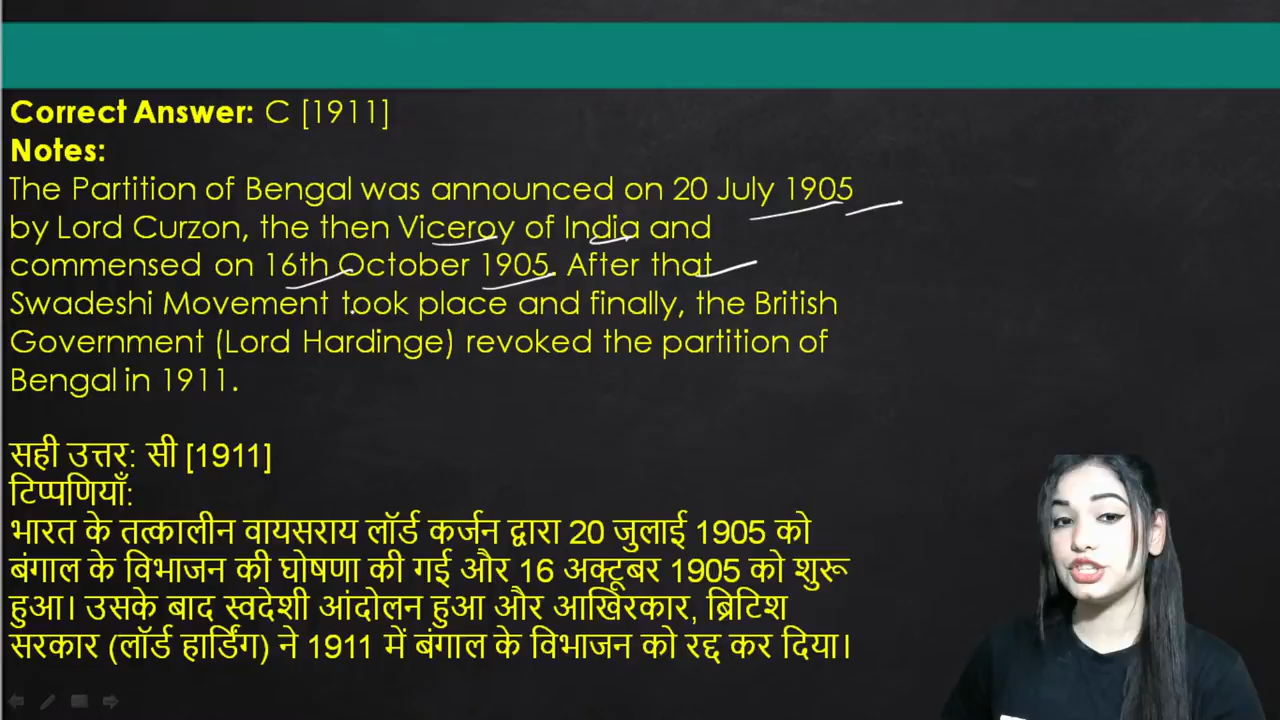 Correct Answer: C [1911]
Notes:
The Partition of Bengal was announced on 20 July 1905
by Lord Curzon, the then Viceroy of India and
commensed on 16th October 1905. After that
Swadeshi Movement took place and finally, the British
Government (Lord Hardinge) revoked the partition of
Bengal in 1911.
सही उत्तर: सी [1911]
टिप्पणियाँ:
भारत के तत्कालीन वायसराय लॉर्ड कर्जन द्वारा 20 जुलाई 1905 को
बंगाल के विभाजन की घोषणा की गई और 16 अक्टूबर 1905 को शुरू
हुआ। उसके बाद स्वदेशी आंदोलन हुआ और आखिरकार, ब्रिटिश
सरकार (लॉर्ड हार्डिंग) ने 1911 में बंगाल के विभाजन को रद्द कर दिया।